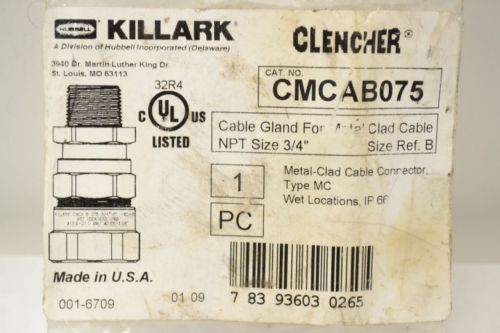 HUBBELL
KILLARK
A Division of Hubbell Incorporated (Delaware)
3940 Dr. Martin Luther King Dr.
St. Louis, MO 63113
CLENCHER®
CAT. NO.
CMCAB075
32R4
C UL US
LISTED
Cable Gland For Clad Cable
NPT Size 3/4" Size Ref. B
1
PC
Metal-Clad Cable Connector,
Type MC
Wet Locations, IP 66
Made in U.S.A.
001-6709
01 09
7 83 93603 0265